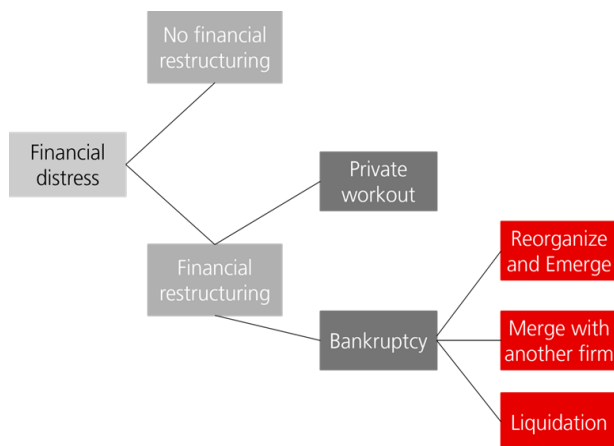 No financial
restructuring
Financial
distress
Private
workout
Financial
restructuring
Reorganize
and Emerge
Bankruptcy
Merge with
another firm
Liquidation